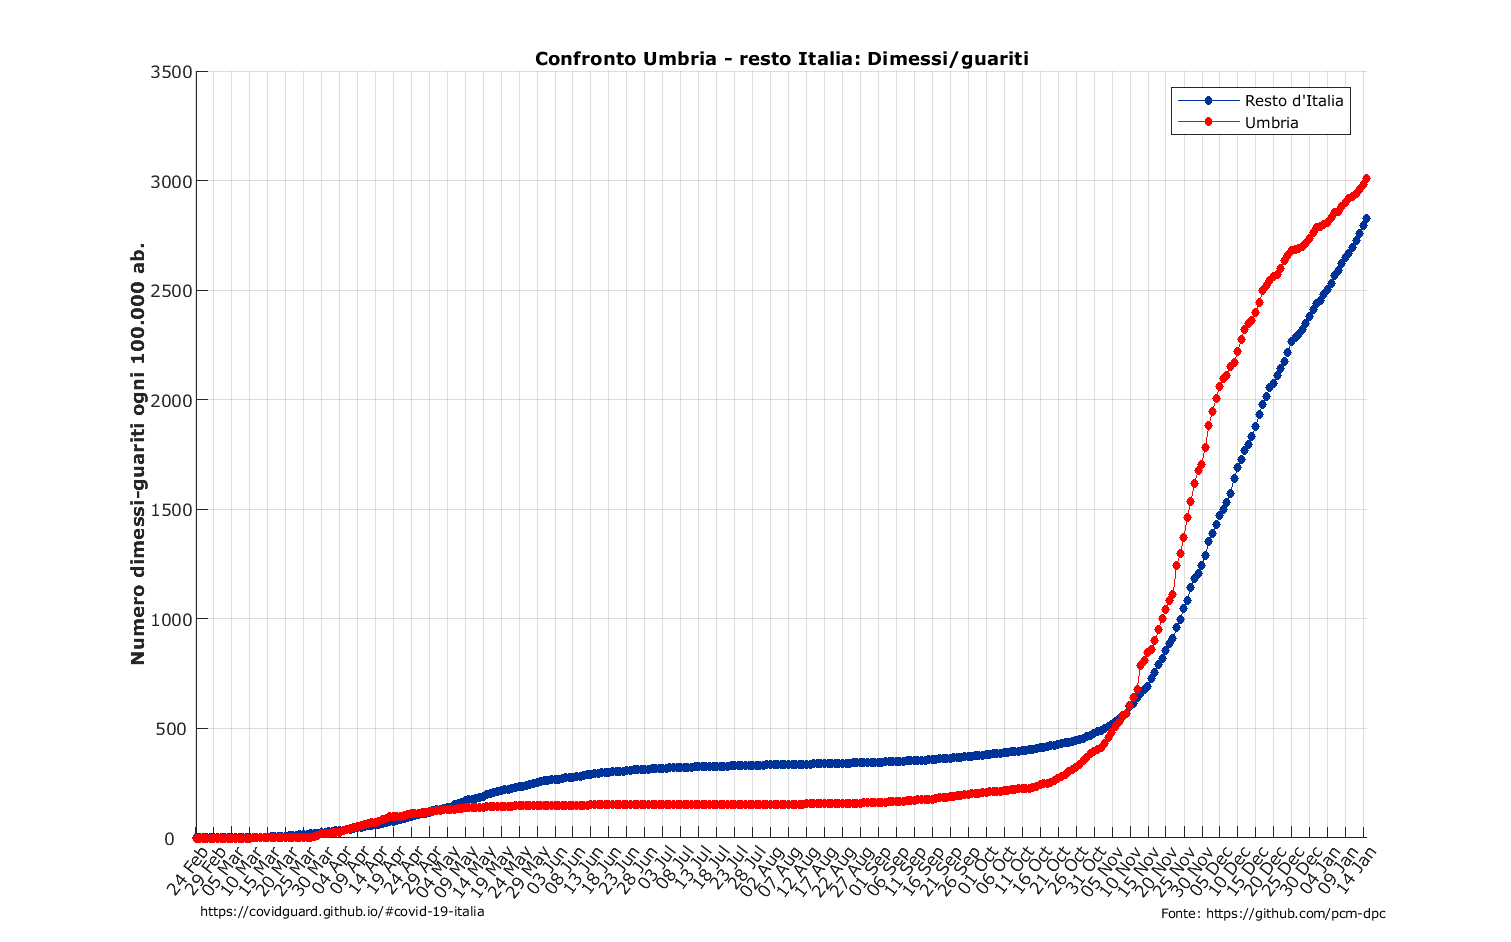 Confronto Umbria - resto Italia: Dimessi/guariti
3500
3000
2500
2000
1500
1000
500
0
Numero dimessi-guariti ogni 100.000 ab.
Resto d'Italia
Umbria
24 Feb
29 Feb
05 Mar
10 Mar
15 Mar
20 Mar
25 Mar
30 Mar
04 Apr
09 Apr
14 Apr
19 Apr
24 Apr
29 Apr
04 May
09 May
14 May
19 May
24 May
29 May
03 Jun
08 Jun
13 Jun
18 Jun
23 Jun
28 Jun
03 Jul
08 Jul
13 Jul
18 Jul
23 Jul
28 Jul
02 Aug
07 Aug
12 Aug
17 Aug
22 Aug
27 Aug
01 Sep
06 Sep
11 Sep
16 Sep
21 Sep
26 Sep
01 Oct
06 Oct
11 Oct
16 Oct
21 Oct
26 Oct
31 Oct
05 Nov
10 Nov
15 Nov
20 Nov
25 Nov
30 Nov
05 Dec
10 Dec
15 Dec
20 Dec
25 Dec
30 Dec
04 Jan
09 Jan
14 Jan
https://covidguard.github.io/#covid-19-italia
Fonte: https://github.com/pcm-dpc